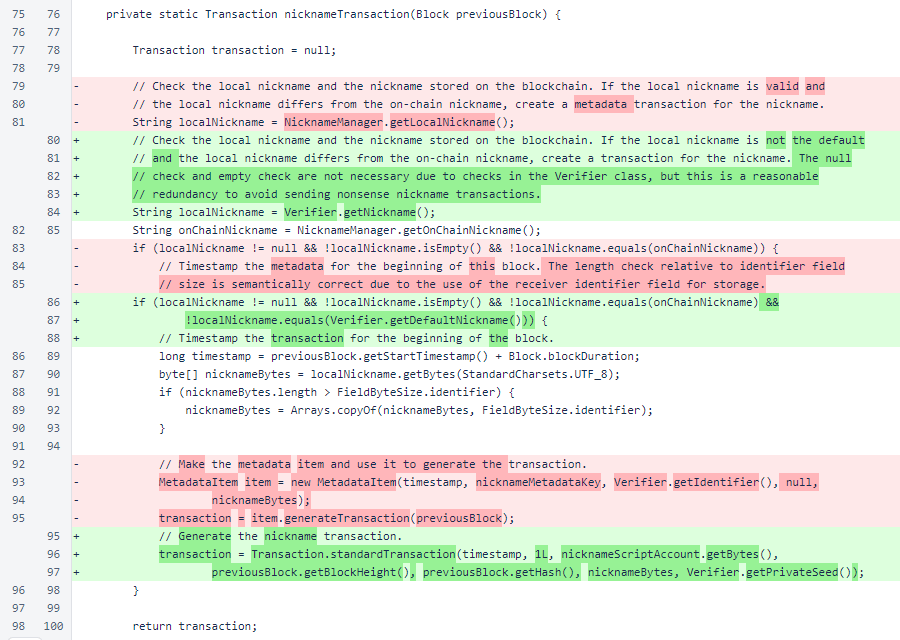 75 76 private static Transaction nicknameTransaction(Block previousBlock) {
76 77
77 78 Transaction transaction = null;
78 79
79 - // Check the local nickname and the nickname stored on the blockchain. If the local nickname is valid and
80 - // the local nickname differs from the on-chain nickname, create a metadata transaction for the nickname.
81 - String localNickname = NicknameManager.getLocalNickname();
80 + // Check the local nickname and the nickname stored on the blockchain. If the local nickname is not the default
81 + // and the local nickname differs from the on-chain nickname, create a transaction for the nickname. The null
82 + // check and empty check are not necessary due to checks in the Verifier class, but this is a reasonable
83 + // redundancy to avoid sending nonsense nickname transactions.
84 + String localNickname = Verifier.getNickname();
82 85 String onChainNickname = NicknameManager.getOnChainNickname();
83 - if (localNickname != null && !localNickname.isEmpty() && !localNickname.equals(onChainNickname)) {
84 - // Timestamp the metadata for the beginning of this block. The length check relative to identifier field
85 - // size is semantically correct due to the use of the receiver identifier field for storage.
86 + if (localNickname != null && !localNickname.isEmpty() && !localNickname.equals(onChainNickname) &&
87 + !localNickname.equals(Verifier.getDefaultNickname())) {
88 + // Timestamp the transaction for the beginning of the block.
86 89 long timestamp = previousBlock.getStartTimestamp() + Block.blockDuration;
87 90 byte[] nicknameBytes = localNickname.getBytes(StandardCharsets.UTF_8);
88 91 if (nicknameBytes.length > FieldByteSize.identifier) {
89 92 nicknameBytes = Arrays.copyOf(nicknameBytes, FieldByteSize.identifier);
90 93 }
91 94
92 - // Make the metadata item and use it to generate the transaction.
93 - MetadataItem item = new MetadataItem(timestamp, nicknameMetadataKey, Verifier.getIdentifier(), null,
94 - nicknameBytes);
95 - transaction = item.generateTransaction(previousBlock);
95 + // Generate the nickname transaction.
96 + transaction = Transaction.standardTransaction(timestamp, 1L, nicknameScriptAccount.getBytes(),
97 + previousBlock.getBlockHeight(), previousBlock.getHash(), nicknameBytes, Verifier.getPrivateSeed());
96 98 }
97 99
98 100 return transaction;